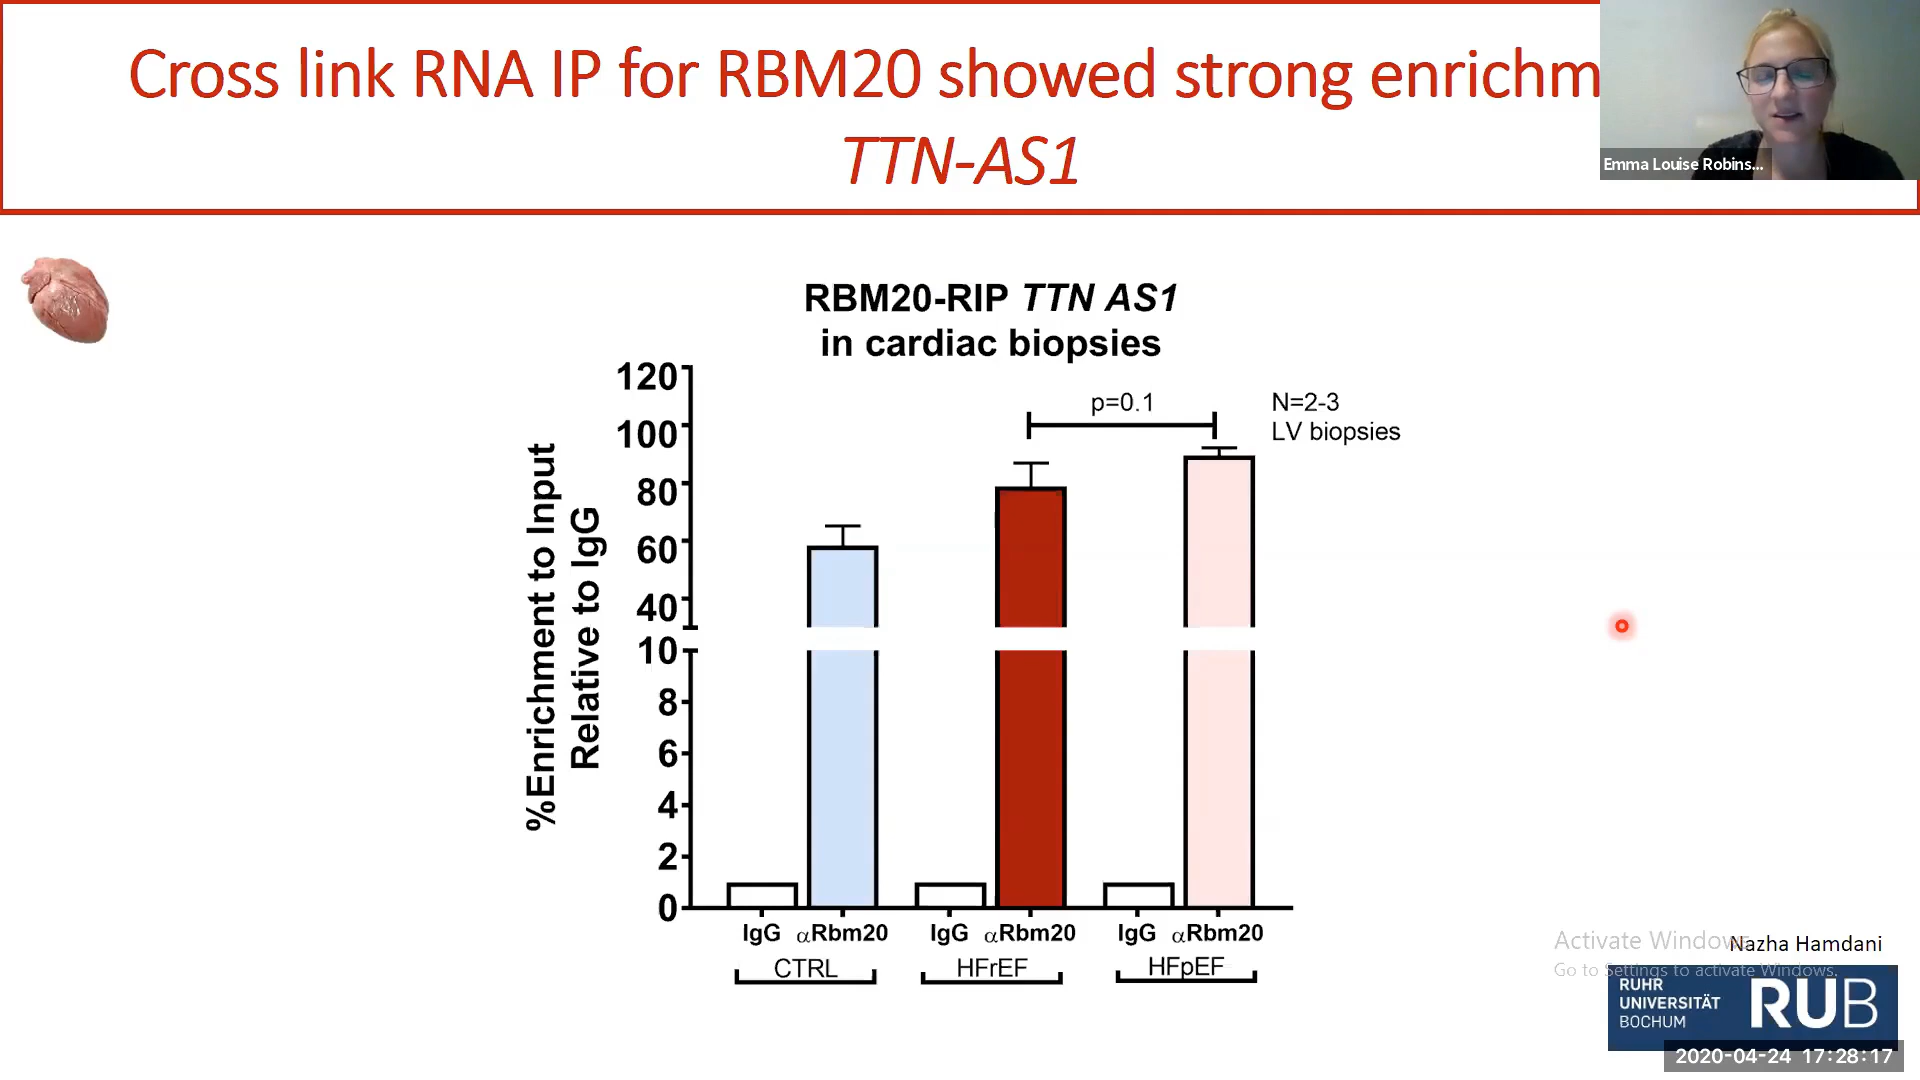 Cross link RNA IP for RBM20 showed strong enrichm
TTN-AS1
Emma Louise Robins...
RBM20-RIP TTN AS1
in cardiac biopsies
%Enrichment to Input
Relative to IgG
120
100
80
60
40
10
8
6
4
2
0
p=0.1
N=2-3
LV biopsies
IgG αRbm20 IgG αRbm20 IgG αRbm20
CTRL HFrEF HFpEF
Activate Windows
Go to Settings to activate Windows.
Nazha Hamdani
RUHR
UNIVERSITÄT
BOCHUM
RUB
2020-04-24 17:28:17